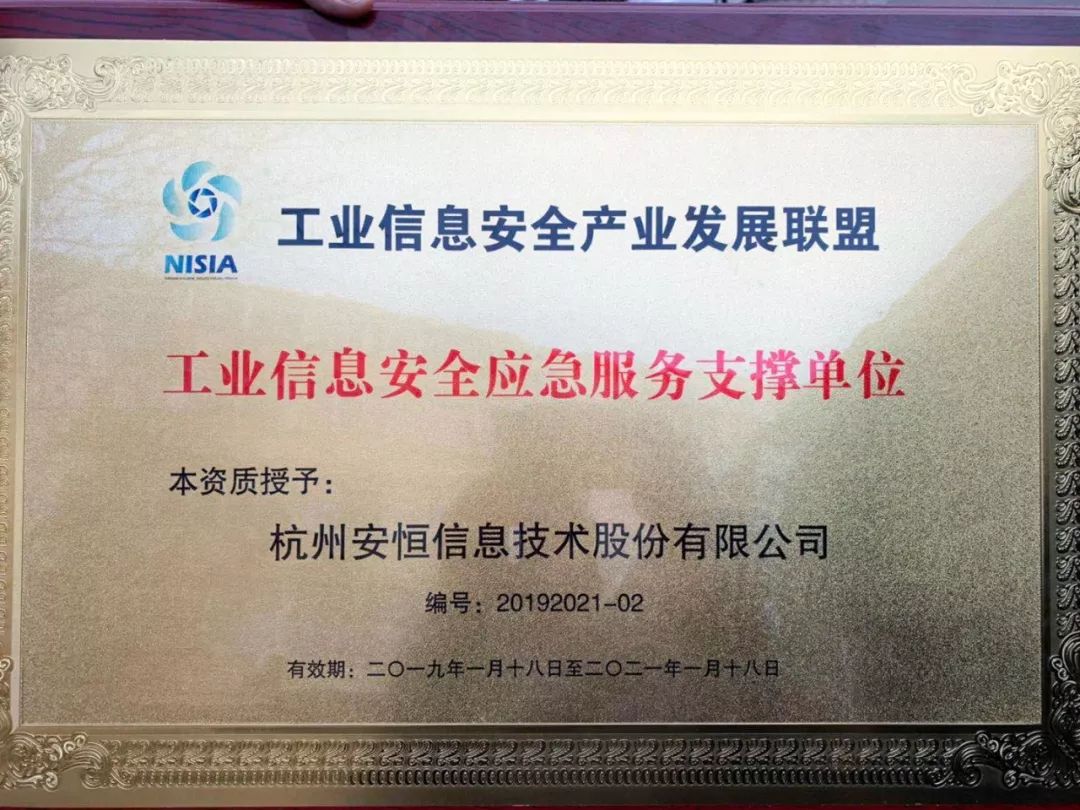 工业信息安全产业发展联盟
NISIA
工业信息安全应急服务支撑单位
本资质授予：
杭州安恒信息技术股份有限公司
编号：20192021-02
有效期：二〇一九年一月十八日至二〇二一年一月十八日